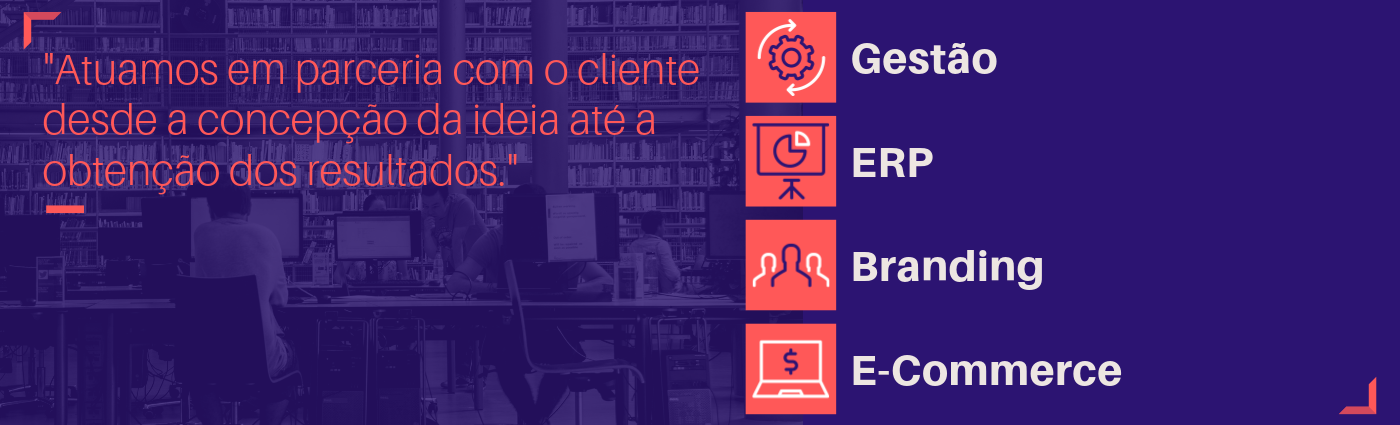 "Atuamos em parceria com o cliente
desde a concepção da ideia até a
obtenção dos resultados."
Gestão
ERP
Branding
$
E-Commerce